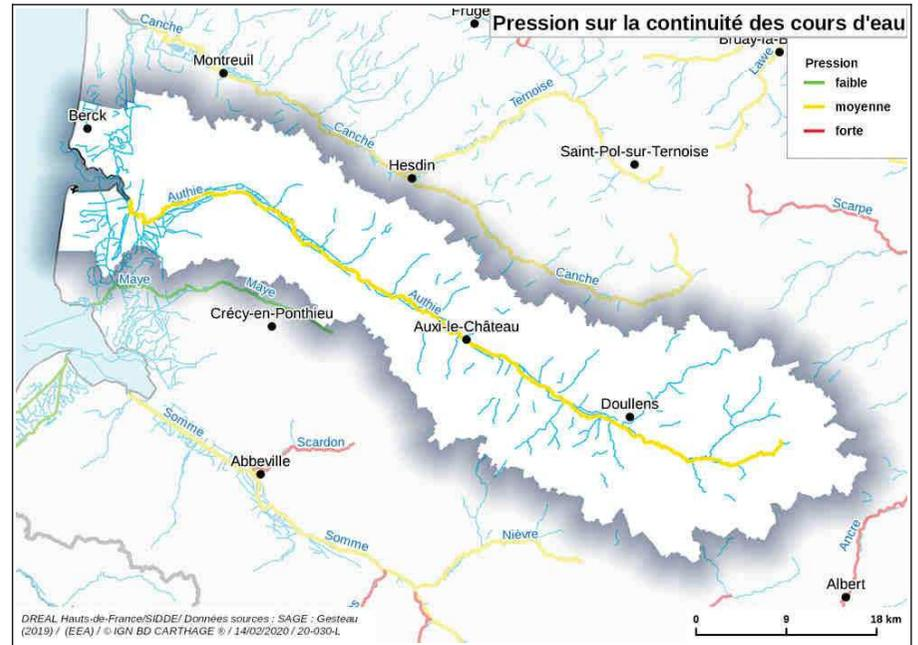 Pression sur la continuité des cours d'eau
Fruge
Bruay-la-B
Canche
Montreuil
Lawe
Pression
faible
moyenne
forte
Ternoise
Berck
Canche
Saint-Pol-sur-Ternoise
Hesdin
Authie
Scarpe
Maye
Maye
Canche
Authie
Crécy-en-Ponthieu
Auxi-le-Château
Doullens
Somme
Scardon
Abbeville
Somme
Nièvre
Ancre
Albert
DREAL Hauts-de-France/SIDDE/ Données sources : SAGE : Gesteau
(2019) / (EEA) / © IGN BD CARTHAGE ® / 14/02/2020 / 20-030-L
0 9 18 km